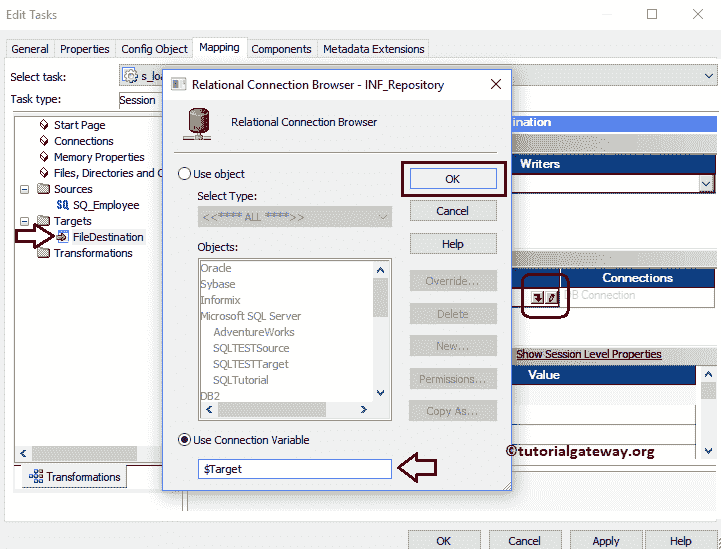 Edit Tasks
General
Properties
Config Object
Mapping
Components
Metadata Extensions
Select task:
Task type:
Session
Start Page
Connections
Memory Properties
Files, Directories and
Sources
SQ_Employee
Targets
FileDestination
Transformations
Transformations
Relational Connection Browser - INF_Repository
Relational Connection Browser
Use object
Select Type:
<<**** ALL ****>>
Objects:
Oracle
Sybase
Informix
Microsoft SQL Server
AdventureWorks
SQLTESTSource
SQLTESTTarget
SQLTutorial
DB2
Use Connection Variable
$Target
OK
Cancel
Help
Override...
Delete
New...
Permissions...
Copy As...
Writers
Connections
DB Connection
Show Session Level Properties
Value
©tutorialgateway.org
OK
Cancel
Apply
Help